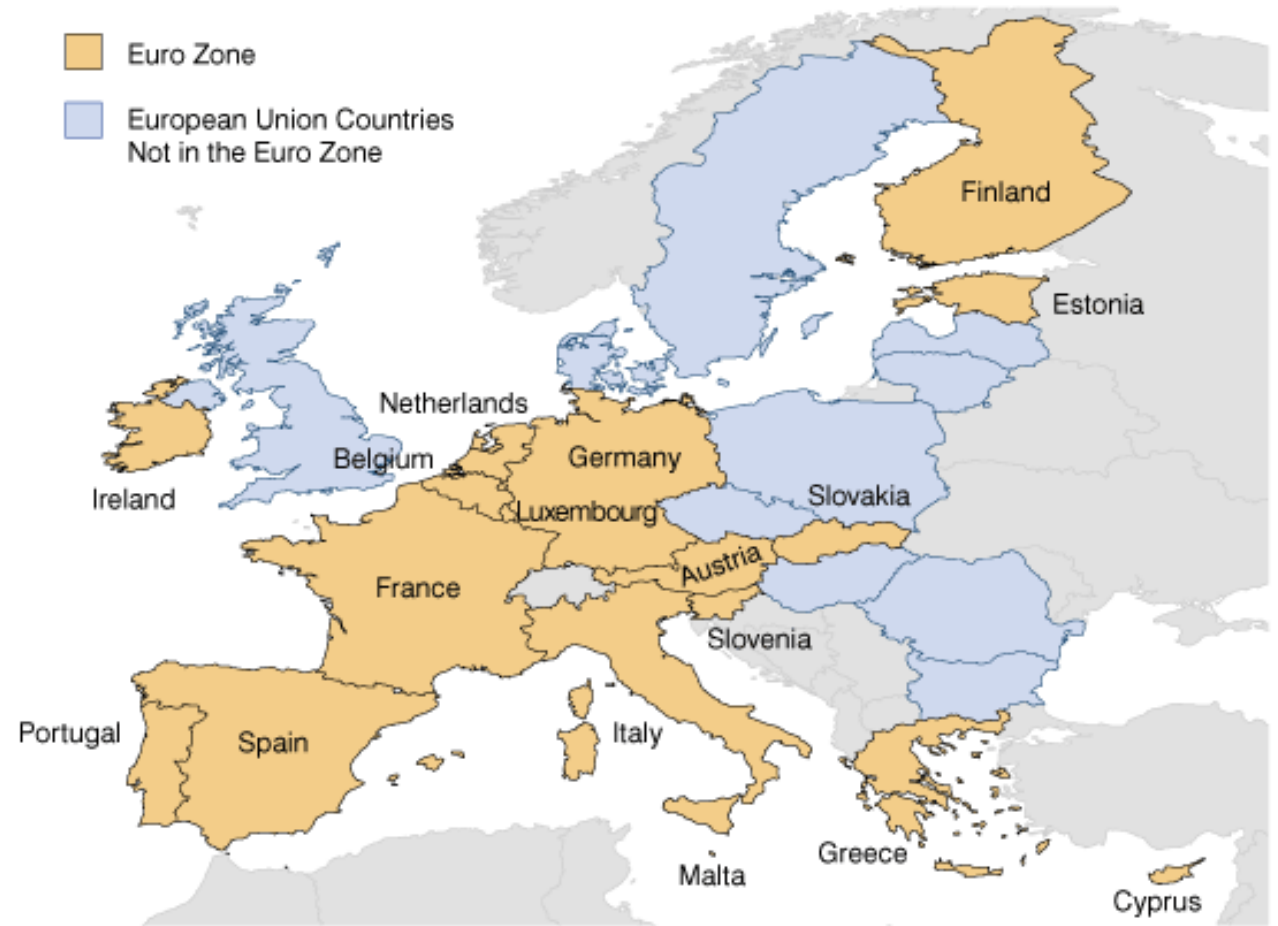 Euro Zone
European Union Countries
Not in the Euro Zone
Finland
Estonia
Netherlands
Belgium
Germany
Ireland
Slovakia
Luxembourg
Austria
France
Slovenia
Portugal
Spain
Italy
Greece
Malta
Cyprus